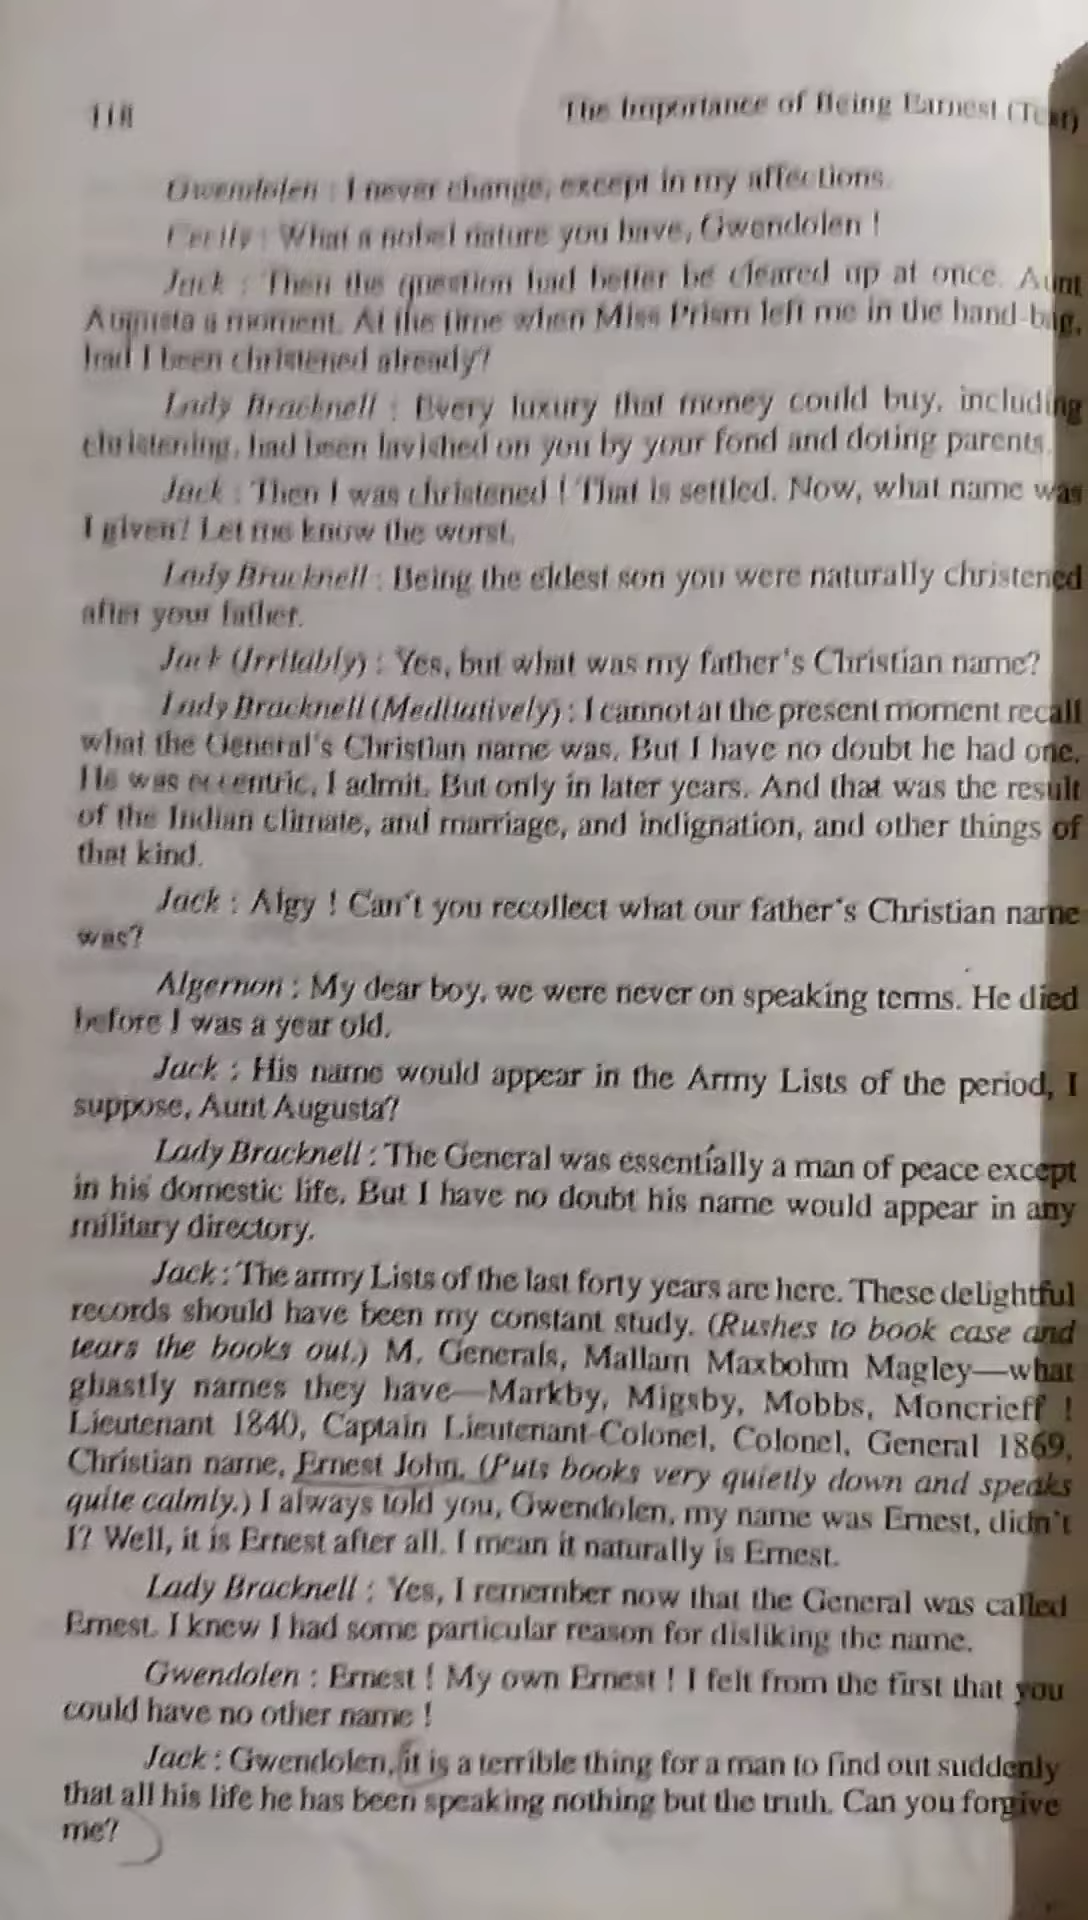 118 The Importance of Being Earnest (Text)
Gwendolen : I never change, except in my affections.
Cecily : What a nobel nature you have, Gwendolen !
Jack : Then the question had better be cleared up at once. Aunt
Augusta a moment. At the time when Miss Prism left me in the hand-bag,
had I been christened already?
Lady Bracknell : Every luxury that money could buy, including
christening, had been lavished on you by your fond and doting parents.
Jack : Then I was christened ! That is settled. Now, what name was
I given? Let me know the worst.
Lady Bracknell : Being the eldest son you were naturally christened
after your father.
Jack (Irritably) : Yes, but what was my father's Christian name?
Lady Bracknell (Meditatively) : I cannot at the present moment recall
what the General's Christian name was. But I have no doubt he had one.
He was eccentric, I admit. But only in later years. And that was the result
of the Indian climate, and marriage, and indignation, and other things of
that kind.
Jack : Algy ! Can't you recollect what our father's Christian name
was?
Algernon : My dear boy, we were never on speaking terms. He died
before I was a year old.
Jack : His name would appear in the Army Lists of the period, I
suppose, Aunt Augusta?
Lady Bracknell : The General was essentially a man of peace except
in his domestic life. But I have no doubt his name would appear in any
military directory.
Jack : The army Lists of the last forty years are here. These delightful
records should have been my constant study. (Rushes to book case and
tears the books out.) M. Generals, Mallam Maxbohm Magley—what
ghastly names they have—Markby, Migsby, Mobbs, Moncrieff !
Lieutenant 1840, Captain Lieutenant-Colonel, Colonel, General 1869,
Christian name, Ernest John. (Puts books very quietly down and speaks
quite calmly.) I always told you, Gwendolen, my name was Ernest, didn't
I? Well, it is Ernest after all. I mean it naturally is Ernest.
Lady Bracknell : Yes, I remember now that the General was called
Ernest. I knew I had some particular reason for disliking the name.
Gwendolen : Ernest ! My own Ernest ! I felt from the first that you
could have no other name !
Jack : Gwendolen, it is a terrible thing for a man to find out suddenly
that all his life he has been speaking nothing but the truth. Can you forgive
me?